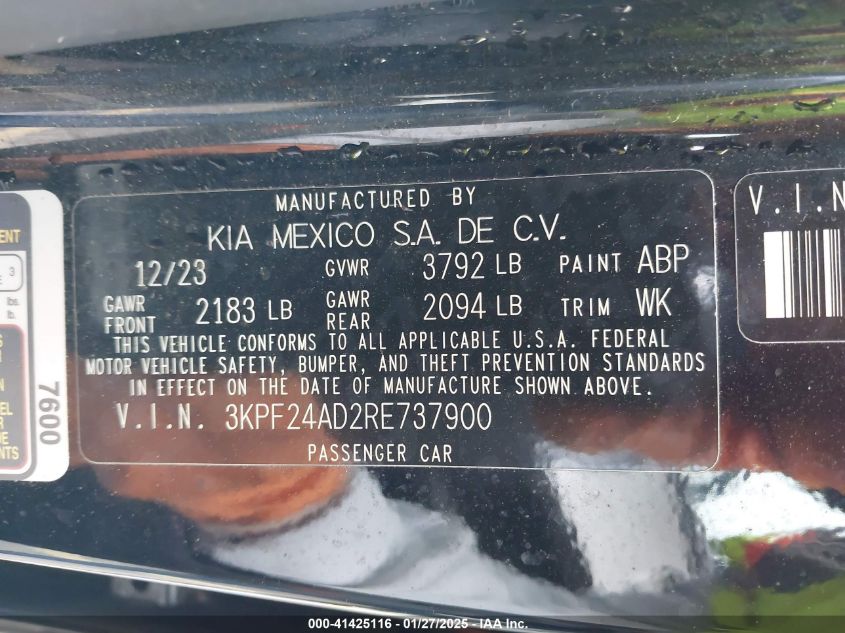 MANUFACTURED BY
KIA MEXICO S.A. DE C.V.
12/23 GVWR 3792 LB PAINT ABP
GAWR FRONT 2183 LB GAWR REAR 2094 LB TRIM WK
THIS VEHICLE CONFORMS TO ALL APPLICABLE U.S.A. FEDERAL
MOTOR VEHICLE SAFETY, BUMPER, AND THEFT PREVENTION STANDARDS
IN EFFECT ON THE DATE OF MANUFACTURE SHOWN ABOVE.
V.I.N. 3KPF24AD2RE737900
PASSENGER CAR
V.I.N
3
lbs.
7600
000-41425116 - 01/27/2025 - IAA Inc.